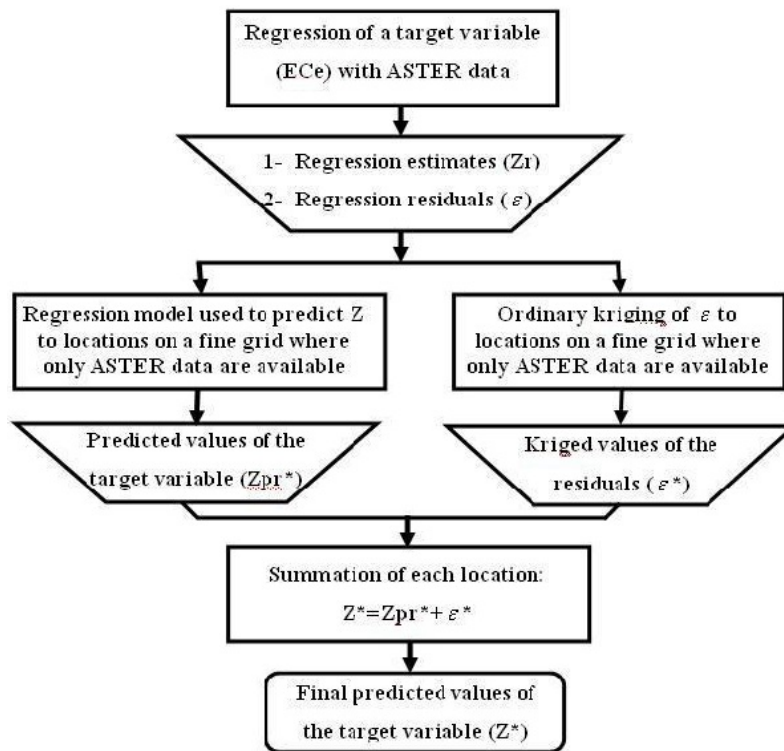 Regression of a target variable
(ECe) with ASTER data
1- Regression estimates (Zr)
2- Regression residuals (ε)
Regression model used to predict Z
to locations on a fine grid where
only ASTER data are available
Ordinary kriging of ε to
locations on a fine grid where
only ASTER data are available
Predicted values of the
target variable (Zpr*)
Kriged values of the
residuals (ε*)
Summation of each location:
Z*=Zpr*+ ε*
Final predicted values of
the target variable (Z*)